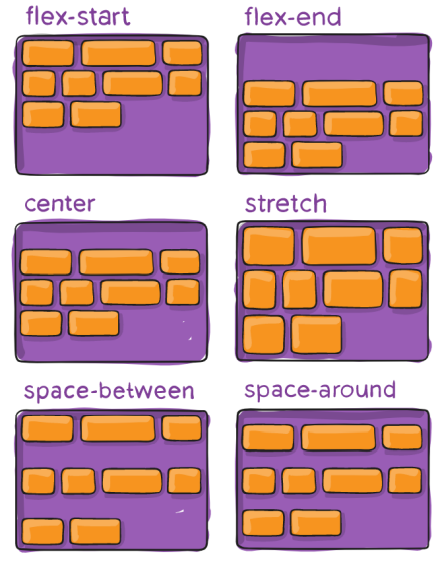 flex-start
flex-end
center
stretch
space-between
space-around